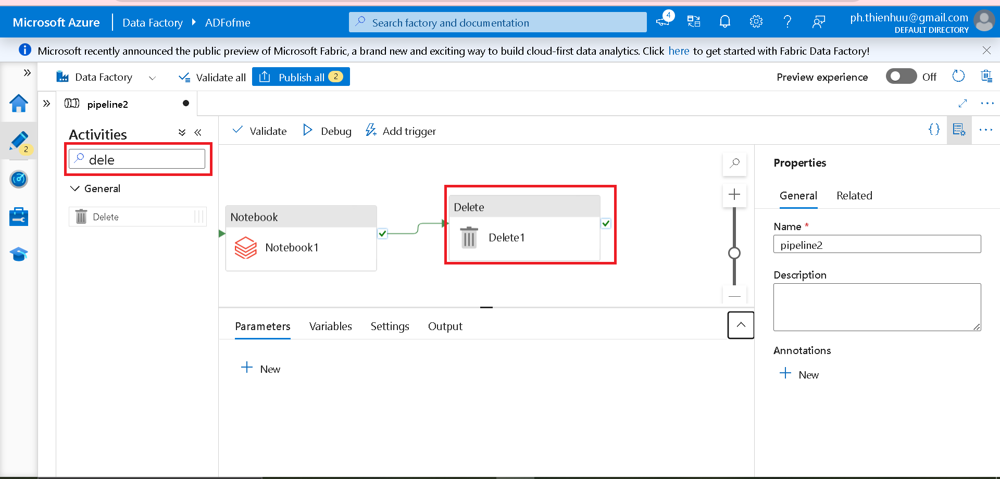 Microsoft Azure
Data Factory
ADFofme
Search factory and documentation
4
ph.thienhuu@gmail.com
DEFAULT DIRECTORY
Microsoft recently announced the public preview of Microsoft Fabric, a brand new and exciting way to build cloud-first data analytics. Click here to get started with Fabric Data Factory!
Data Factory
Validate all
Publish all
2
Preview experience
Off
pipeline2
Activities
2
dele
General
Delete
Validate
Debug
Add trigger
Notebook
Notebook1
Delete
Delete1
Parameters
Variables
Settings
Output
New
Properties
General
Related
Name *
pipeline2
Description
Annotations
New